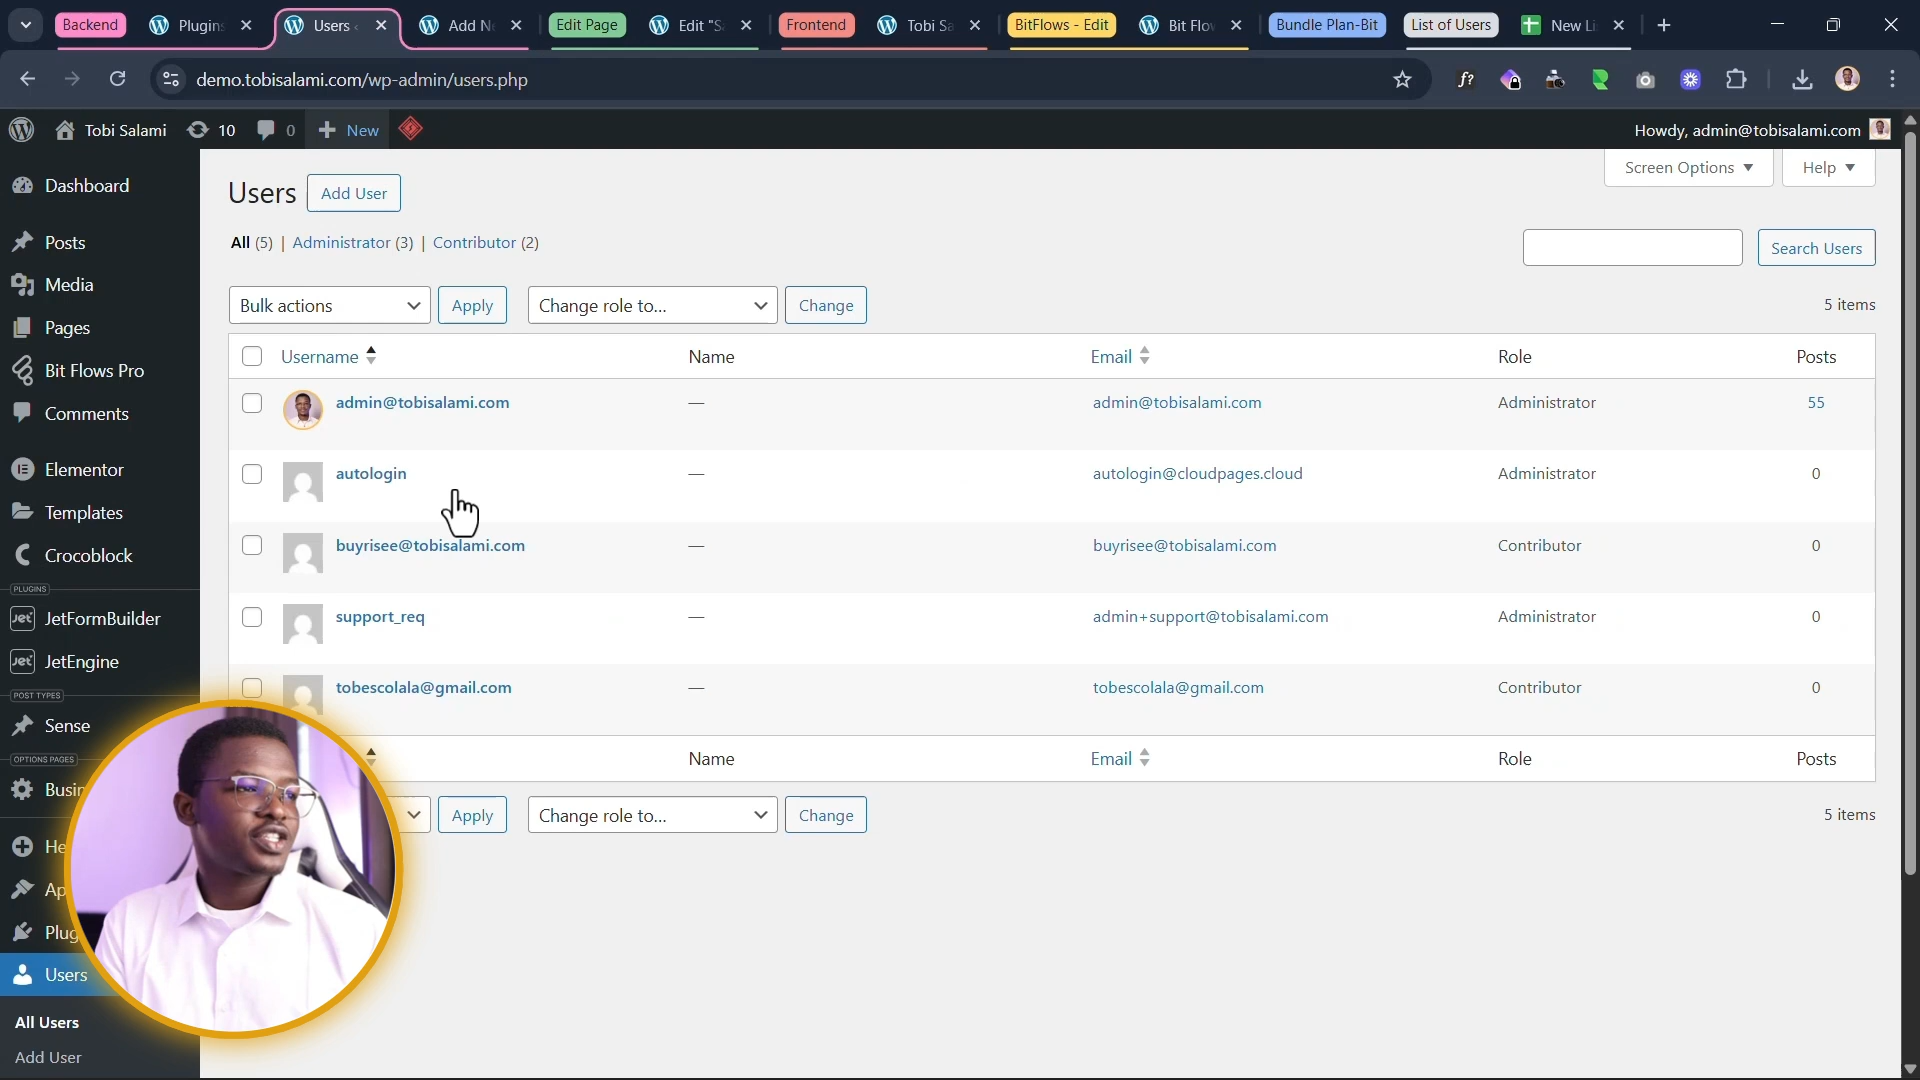 Backend Plugins Users Add N Edit Page Edit "S Frontend Tobi Sa BitFlows - Edit Bit Flo Bundle Plan-Bit List of Users New Li
demo.tobisalami.com/wp-admin/users.php
Tobi Salami 10 0 New Howdy, admin@tobisalami.com
Screen Options Help
Dashboard
Posts
Media
Pages
Bit Flows Pro
Comments
Elementor
Templates
Crocoblock
PLUGINS
JetFormBuilder
JetEngine
POST TYPES
Sense
OPTIONS PAGES
Busin
He
Ap
Plug
Users
All Users
Add User
Users Add User
All (5) | Administrator (3) | Contributor (2)
Search Users
Bulk actions Apply Change role to... Change 5 items
Username Name Email Role Posts
admin@tobisalami.com — admin@tobisalami.com Administrator 55
autologin — autologin@cloudpages.cloud Administrator 0
buyrisee@tobisalami.com — buyrisee@tobisalami.com Contributor 0
support_req — admin+support@tobisalami.com Administrator 0
tobescolala@gmail.com — tobescolala@gmail.com Contributor 0
Name Email Role Posts
Apply Change role to... Change 5 items